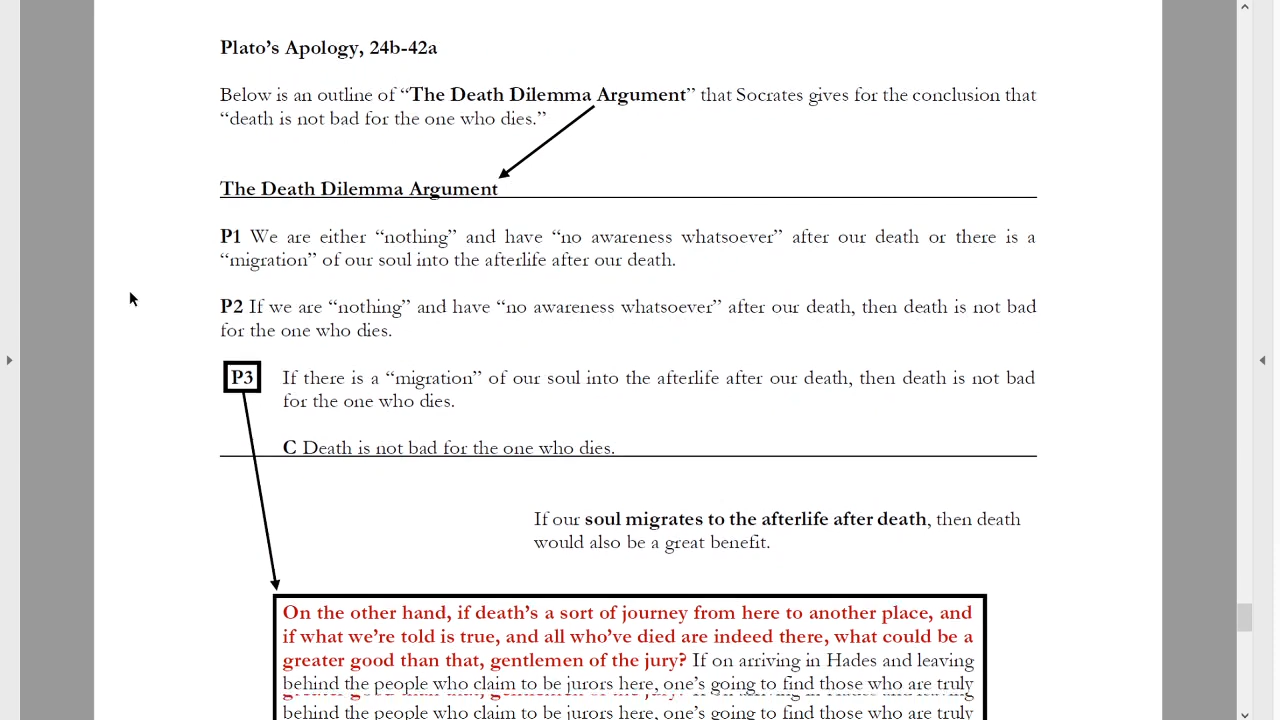 Plato’s Apology, 24b-42a
Below is an outline of “The Death Dilemma Argument” that Socrates gives for the conclusion that
“death is not bad for the one who dies.”
The Death Dilemma Argument
P1 We are either “nothing” and have “no awareness whatsoever” after our death or there is a
“migration” of our soul into the afterlife after our death.
P2 If we are “nothing” and have “no awareness whatsoever” after our death, then death is not bad
for the one who dies.
P3 If there is a “migration” of our soul into the afterlife after our death, then death is not bad
for the one who dies.
C Death is not bad for the one who dies.
If our soul migrates to the afterlife after death, then death
would also be a great benefit.
On the other hand, if death’s a sort of journey from here to another place, and
if what we’re told is true, and all who’ve died are indeed there, what could be a
greater good than that, gentlemen of the jury? If on arriving in Hades and leaving
behind the people who claim to be jurors here, one’s going to find those who are truly
behind the people who claim to be jurors here, one’s going to find those who are truly